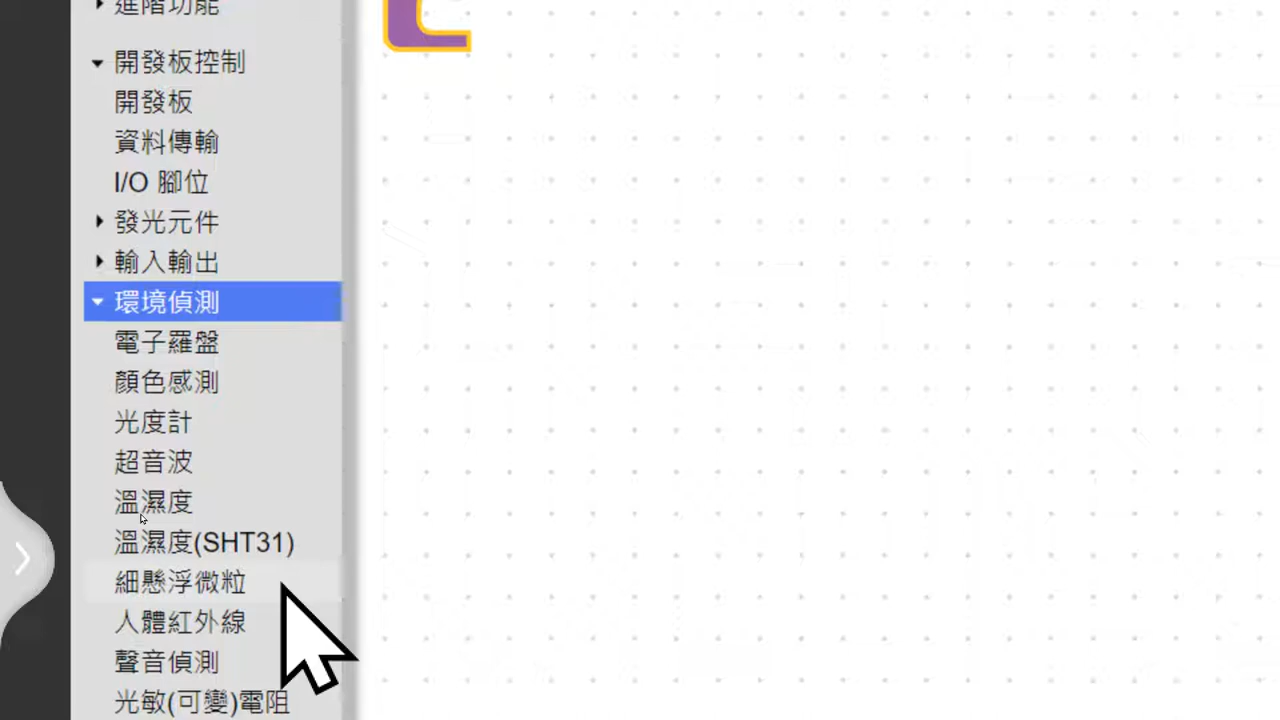 進階功能
開發板控制
開發板
資料傳輸
I/O 腳位
發光元件
輸入輸出
環境偵測
電子羅盤
顏色感測
光度計
超音波
溫濕度
溫濕度(SHT31)
細懸浮微粒
人體紅外線
聲音偵測
光敏(可變)電阻